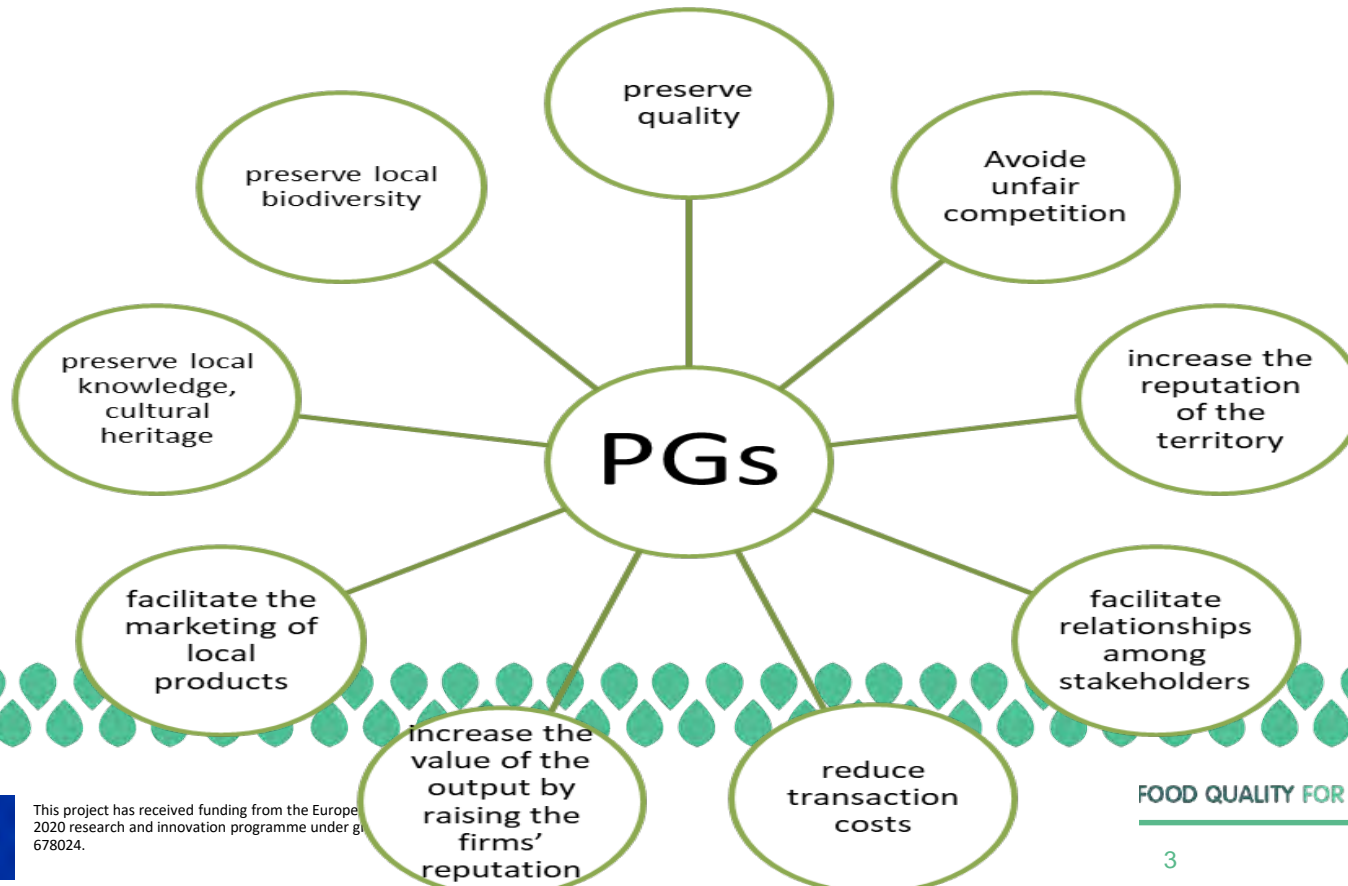 preserve
quality
preserve local
biodiversity
Avoide
unfair
competition
preserve local
knowledge,
cultural
heritage
increase the
reputation
of the
territory
PGs
facilitate the
marketing of
local
products
facilitate
relationships
among
stakeholders
increase the
value of the
output by
raising the
firms’
reputation
reduce
transaction
costs
This project has received funding from the Europe
2020 research and innovation programme under g
678024.
FOOD QUALITY FOR
3